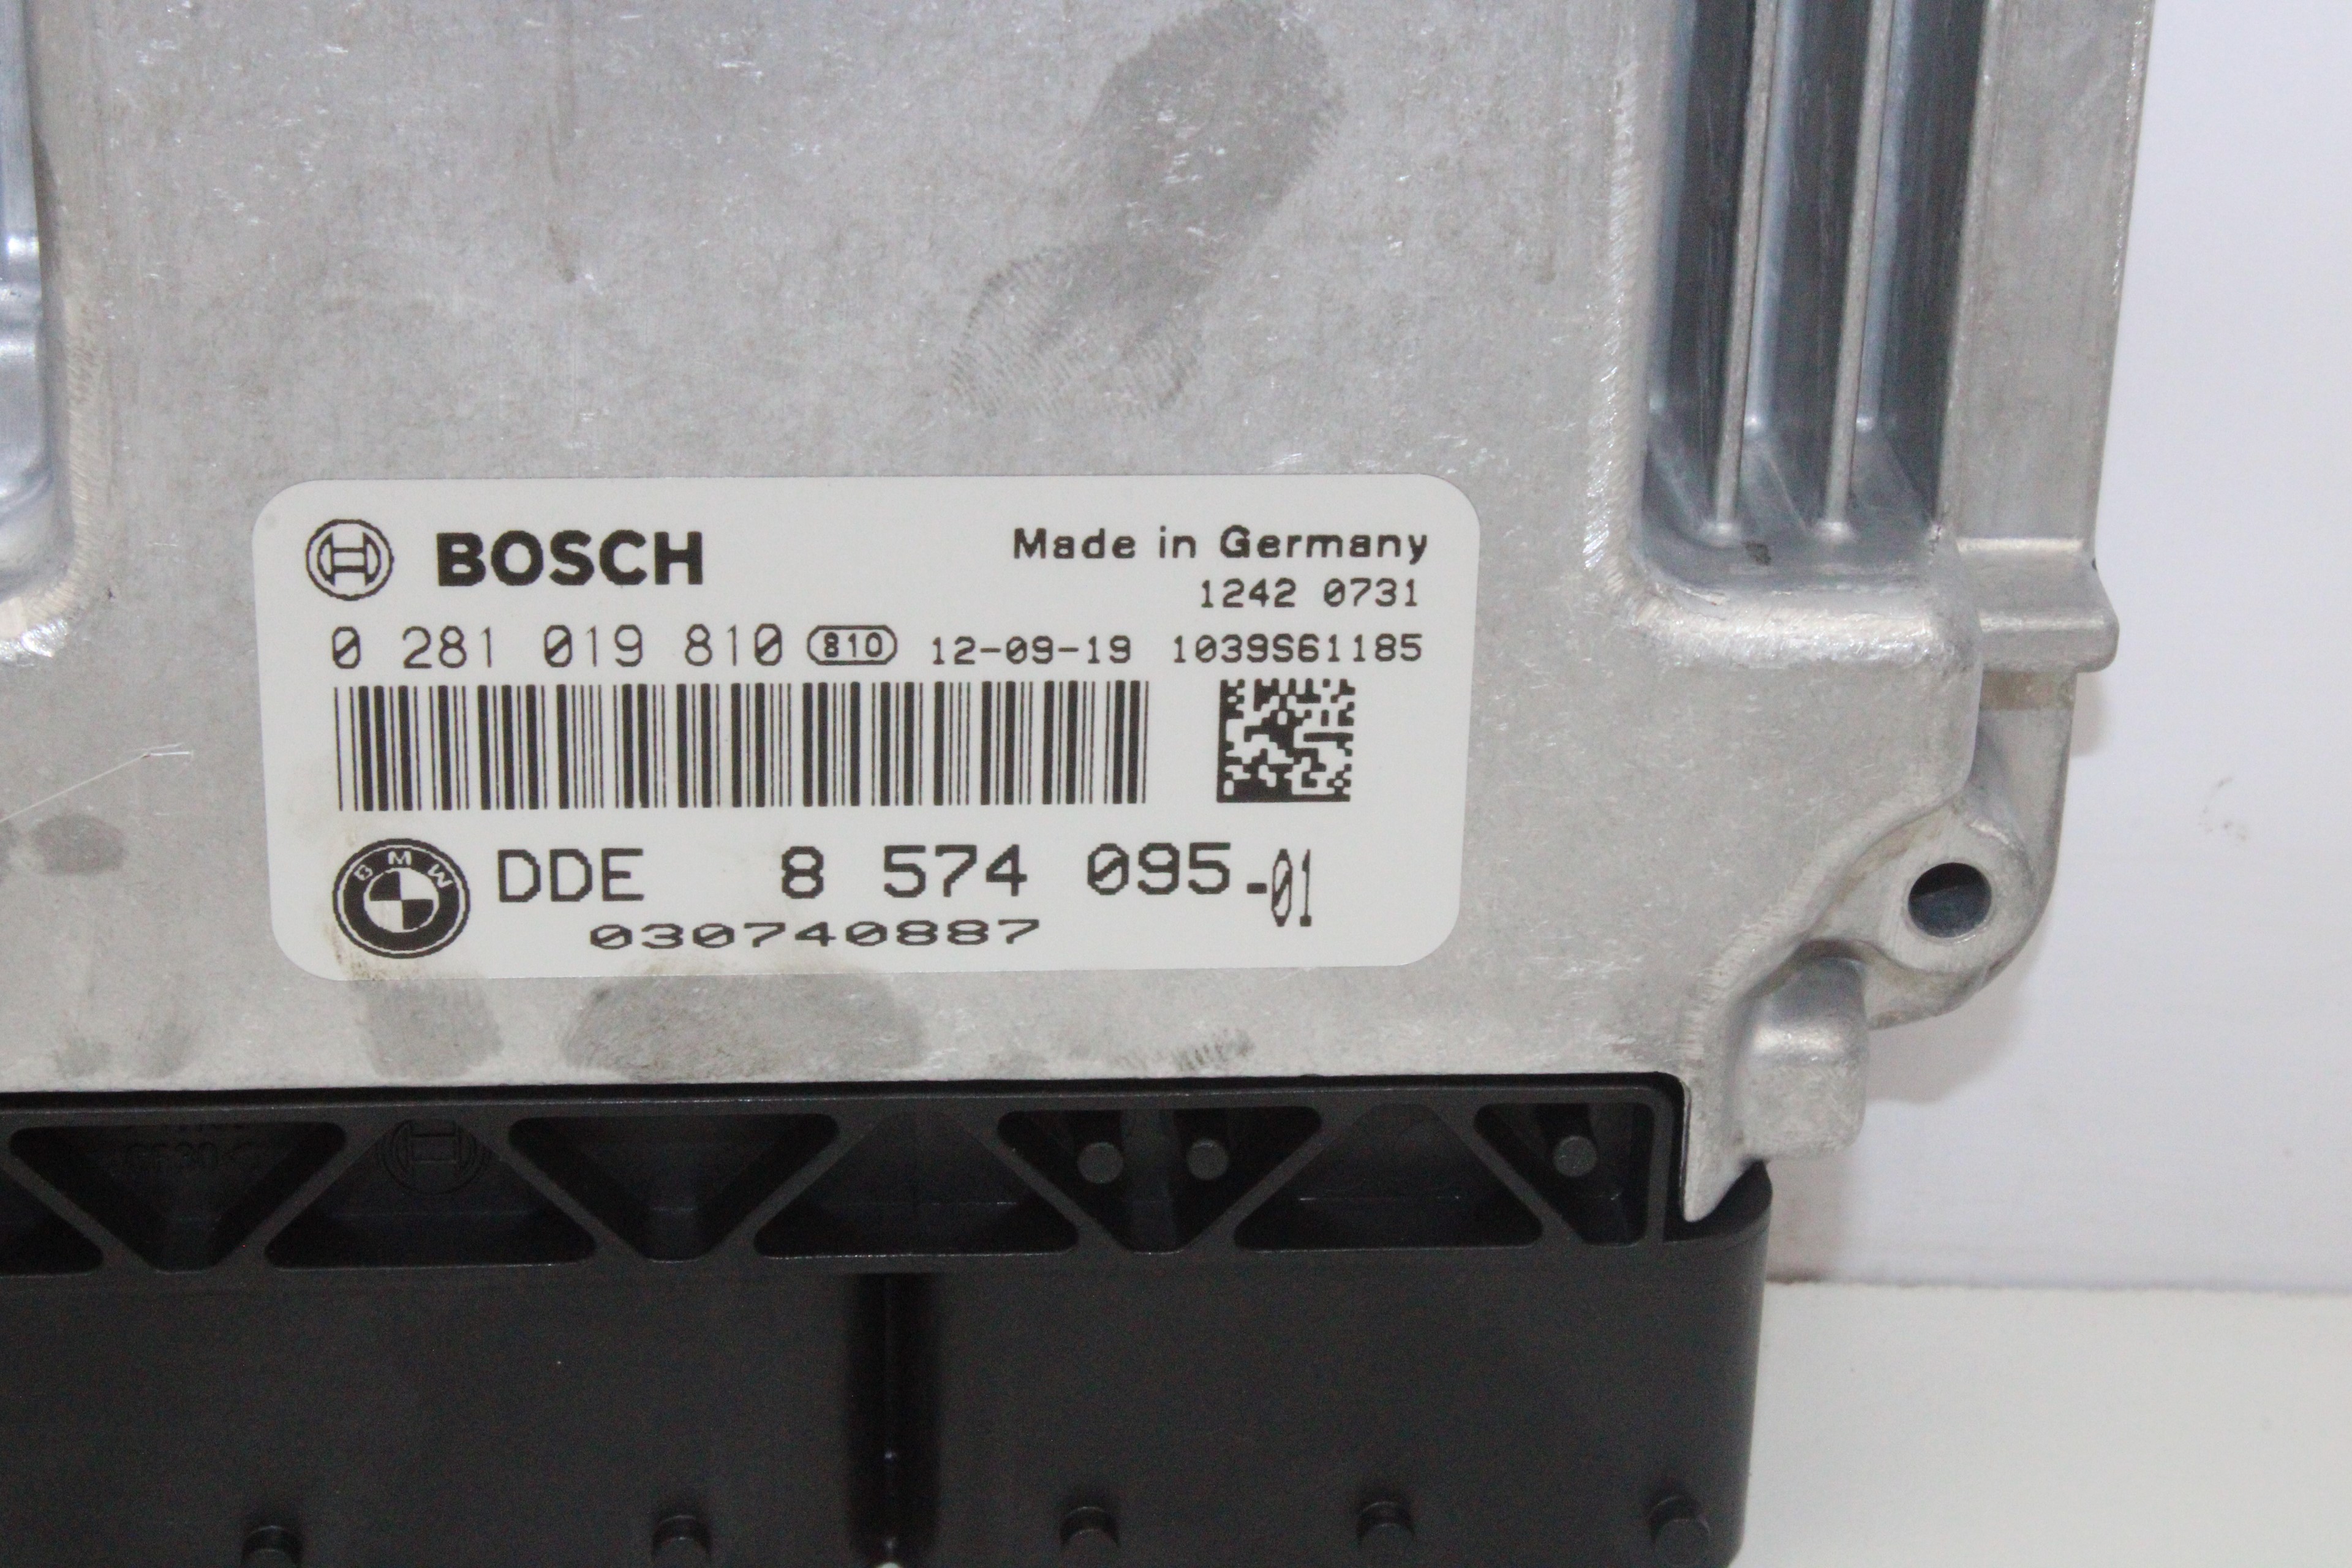 BOSCH
Made in Germany
1242 0731
0 281 019 810 810 12-09-19 1039S61185
BMW DDE 8 574 095-01
030740887